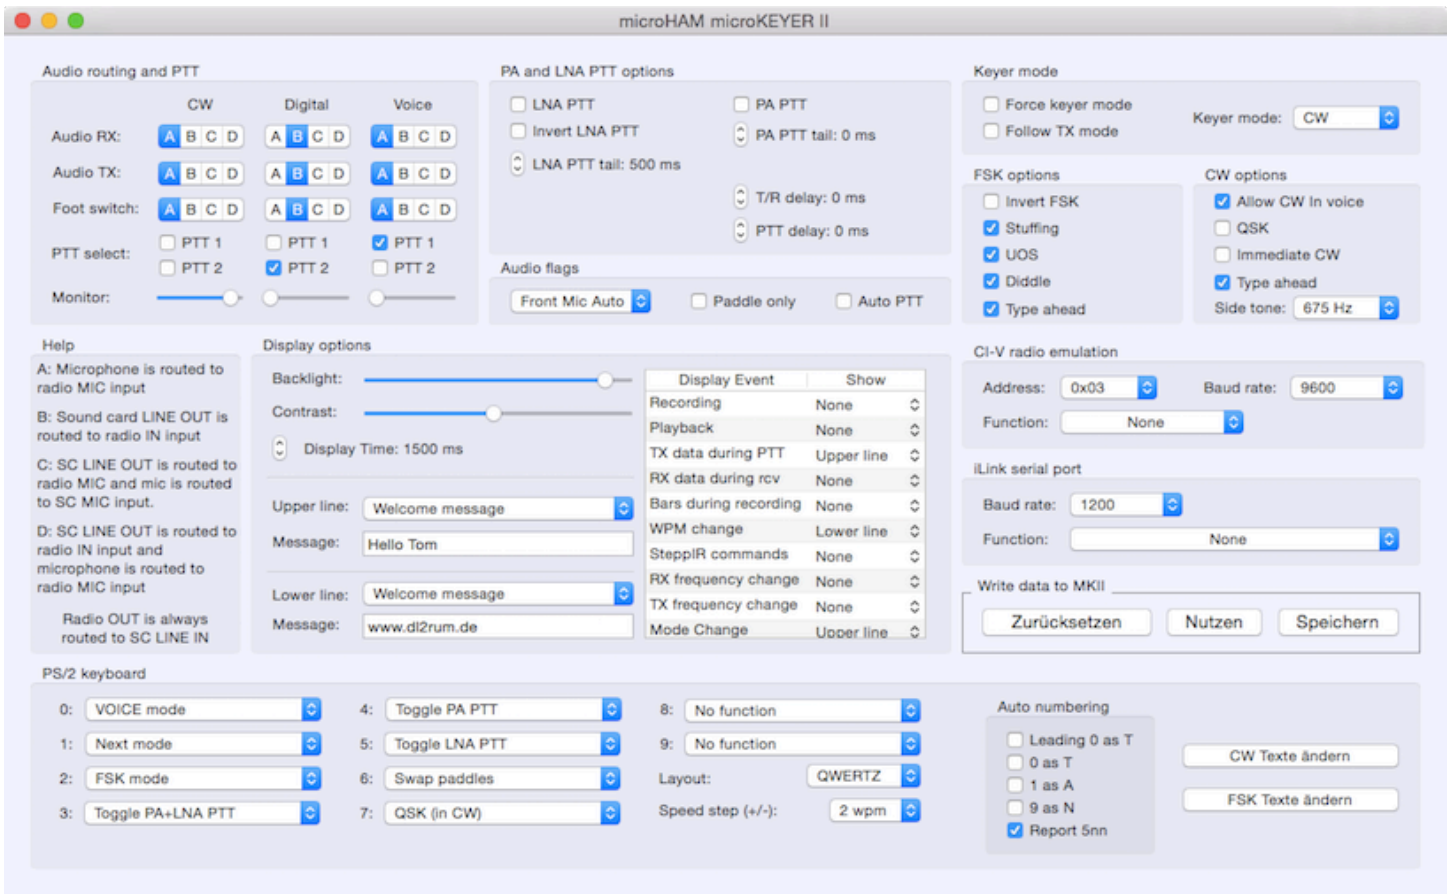 microHAM microKEYER II
Audio routing and PTT
CW Digital Voice
Audio RX: A B C D A B C D A B C D
Audio TX: A B C D A B C D A B C D
Foot switch: A B C D A B C D A B C D
PTT select: PTT 1 PTT 1 PTT 1
PTT 2 PTT 2 PTT 2
Monitor:
PA and LNA PTT options
LNA PTT PA PTT
Invert LNA PTT PA PTT tail: 0 ms
LNA PTT tail: 500 ms
T/R delay: 0 ms
PTT delay: 0 ms
Audio flags
Front Mic Auto Paddle only Auto PTT
Keyer mode
Force keyer mode
Follow TX mode
Keyer mode: CW
FSK options
Invert FSK
Stuffing
UOS
Diddle
Type ahead
CW options
Allow CW In voice
QSK
Immediate CW
Type ahead
Side tone: 675 Hz
Help
A: Microphone is routed to
radio MIC input
B: Sound card LINE OUT is
routed to radio IN input
C: SC LINE OUT is routed to
radio MIC and mic is routed
to SC MIC input.
D: SC LINE OUT is routed to
radio IN input and
microphone is routed to
radio MIC input
Radio OUT is always
routed to SC LINE IN
Display options
Backlight:
Contrast:
Display Time: 1500 ms
Upper line: Welcome message
Message: Hello Tom
Lower line: Welcome message
Message: www.dl2rum.de
Display Event Show
Recording None
Playback None
TX data during PTT Upper line
RX data during rcv None
Bars during recording None
WPM change Lower line
SteppIR commands None
RX frequency change None
TX frequency change None
Mode Change Upper line
CI-V radio emulation
Address: 0x03 Baud rate: 9600
Function: None
iLink serial port
Baud rate: 1200
Function: None
Write data to MKII
Zurücksetzen Nutzen Speichern
PS/2 keyboard
0: VOICE mode
1: Next mode
2: FSK mode
3: Toggle PA+LNA PTT
4: Toggle PA PTT
5: Toggle LNA PTT
6: Swap paddles
7: QSK (in CW)
8: No function
9: No function
Layout: QWERTZ
Speed step (+/-): 2 wpm
Auto numbering
Leading 0 as T
0 as T
1 as A
9 as N
Report 5nn
CW Texte ändern
FSK Texte ändern